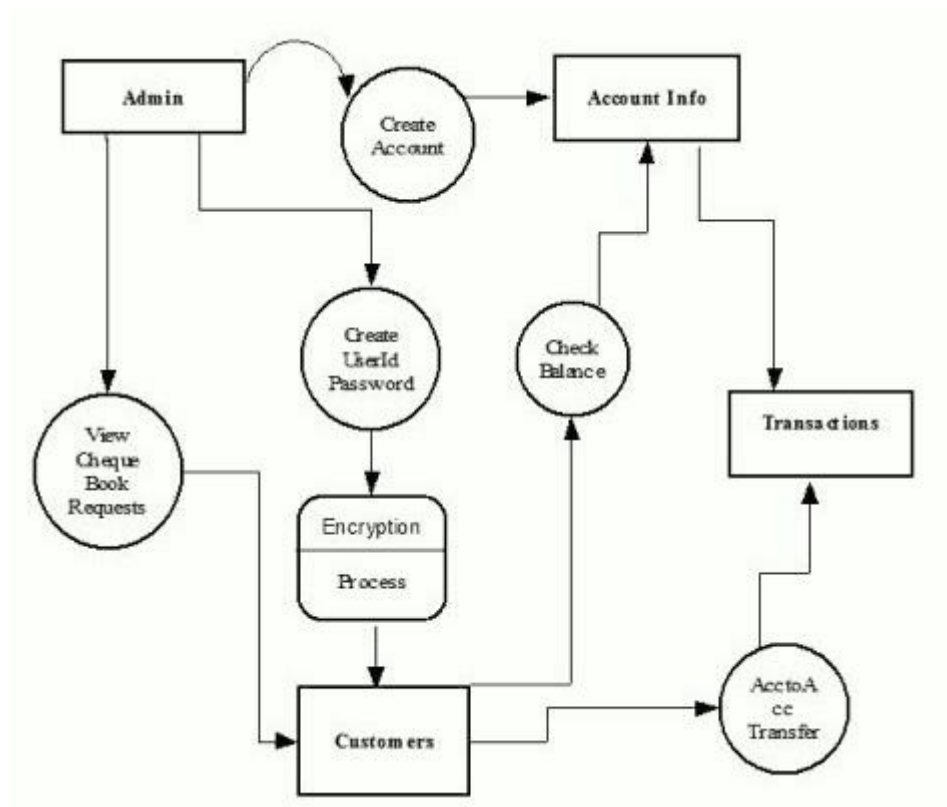 Admin
Create
Account
Account Info
Create
UserId
Password
Check
Balance
View
Cheque
Book
Requests
Transactions
Encryption
Process
Customers
AcctoA
cc
Transfer